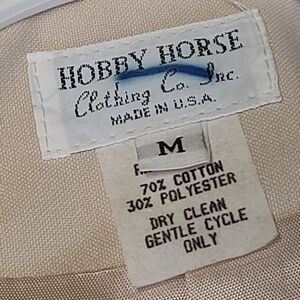 HOBBY HORSE
Clothing Co. Inc.
MADE IN U.S.A.
M
70% COTTON
30% POLYESTER
DRY CLEAN
GENTLE CYCLE
ONLY